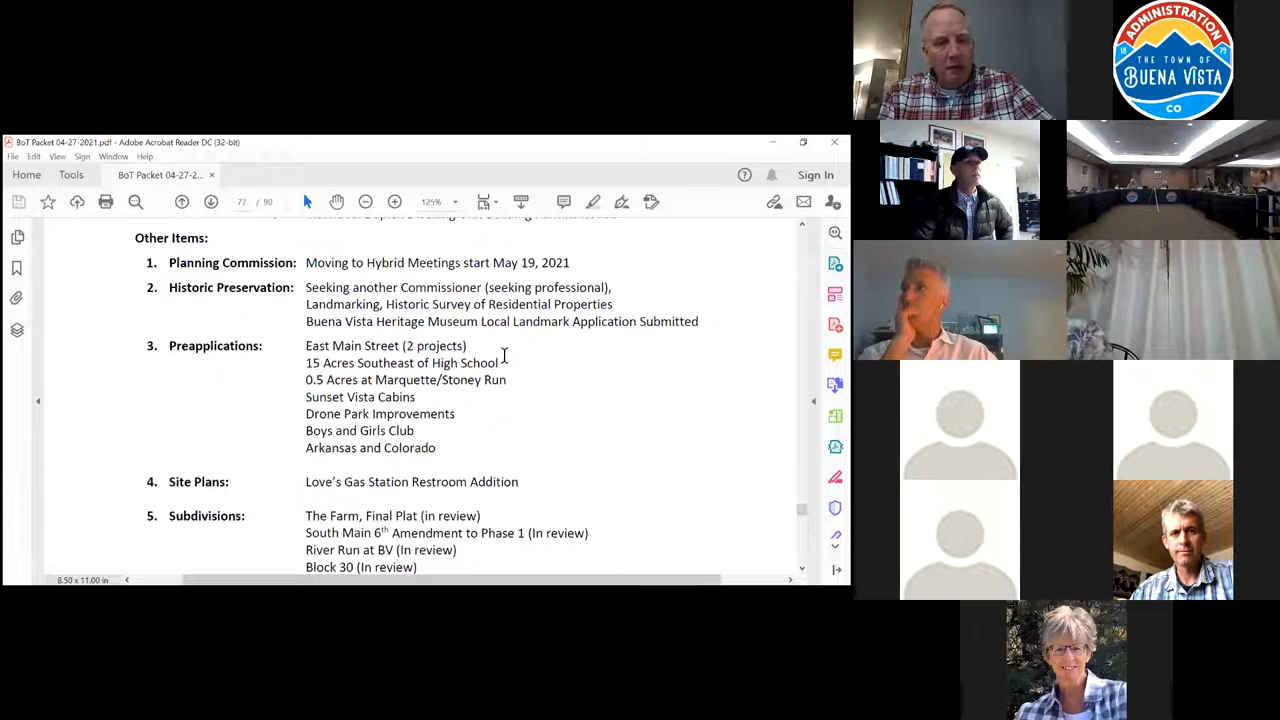 BoT Packet 04-27-2021.pdf - Adobe Acrobat Reader DC (32-bit)
File Edit View Sign Window Help
Home Tools BoT Packet 04-27-2... × Sign In
77 / 90 125%
Other Items:
1. Planning Commission: Moving to Hybrid Meetings start May 19, 2021
2. Historic Preservation: Seeking another Commissioner (seeking professional),
Landmarking, Historic Survey of Residential Properties
Buena Vista Heritage Museum Local Landmark Application Submitted
3. Preapplications: East Main Street (2 projects)
15 Acres Southeast of High School
0.5 Acres at Marquette/Stoney Run
Sunset Vista Cabins
Drone Park Improvements
Boys and Girls Club
Arkansas and Colorado
4. Site Plans: Love's Gas Station Restroom Addition
5. Subdivisions: The Farm, Final Plat (in review)
South Main 6th Amendment to Phase 1 (In review)
River Run at BV (In review)
Block 30 (In review)
8.50 x 11.00 in
ADMINISTRATION
18 79
THE TOWN OF
BUENA VISTA
CO